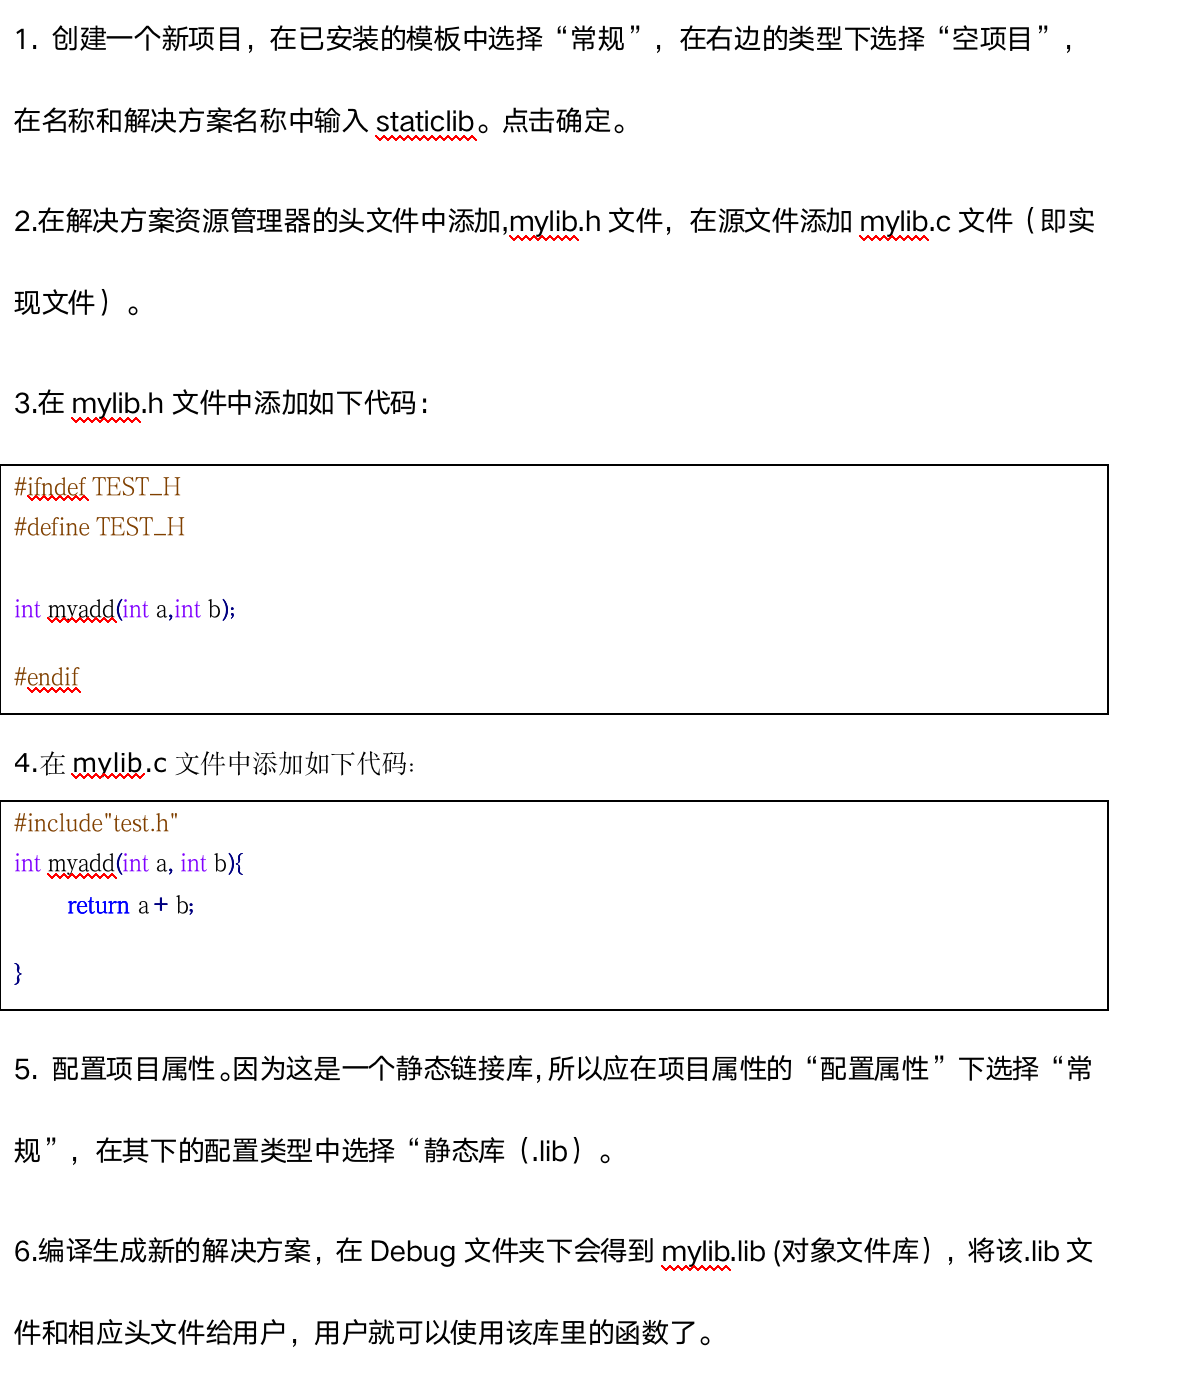 1. 创建一个新项目，在已安装的模板中选择“常规”，在右边的类型下选择“空项目”，
在名称和解决方案名称中输入 staticlib。点击确定。
2.在解决方案资源管理器的头文件中添加,mylib.h 文件，在源文件添加 mylib.c 文件（即实
现文件）。
3.在 mylib.h 文件中添加如下代码：
#ifndef TEST_H
#define TEST_H
int myadd(int a,int b);
#endif
4.在 mylib.c 文件中添加如下代码:
#include"test.h"
int myadd(int a, int b){
return a + b;
}
5. 配置项目属性。因为这是一个静态链接库，所以应在项目属性的“配置属性”下选择“常
规”，在其下的配置类型中选择“静态库（.lib）。
6.编译生成新的解决方案，在 Debug 文件夹下会得到 mylib.lib (对象文件库），将该.lib 文
件和相应头文件给用户，用户就可以使用该库里的函数了。